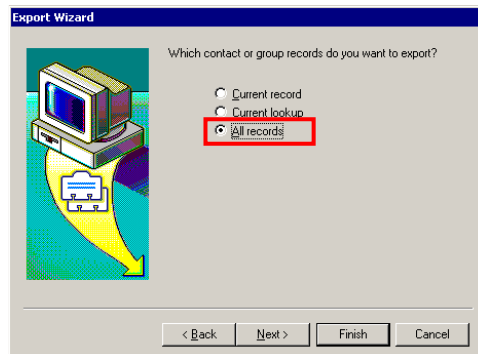 Export Wizard
Which contact or group records do you want to export?
Current record
Current lookup
All records
< Back Next > Finish Cancel